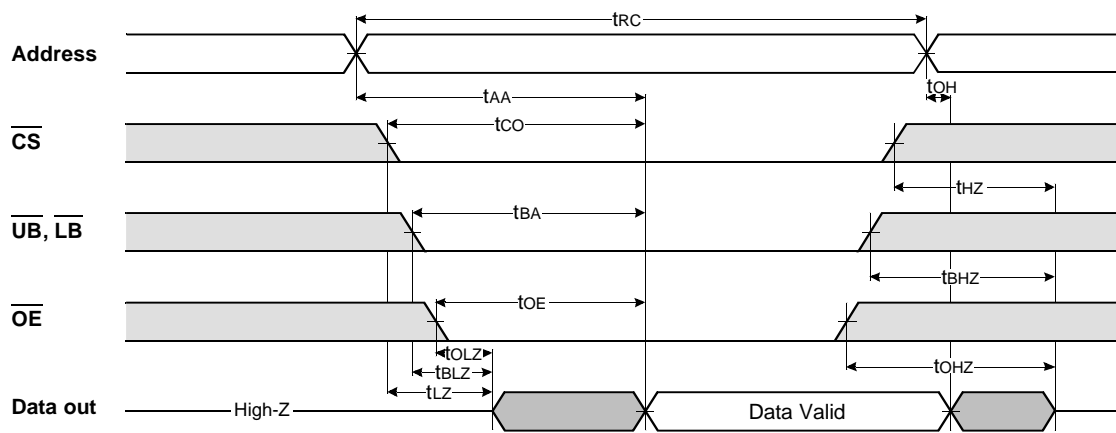 tRC
Address
tAA
tOH
CS
tCO
tHZ
UB, LB
tBA
tBHZ
OE
tOE
tOLZ
tBLZ
tOHZ
tLZ
Data out
High-Z
Data Valid